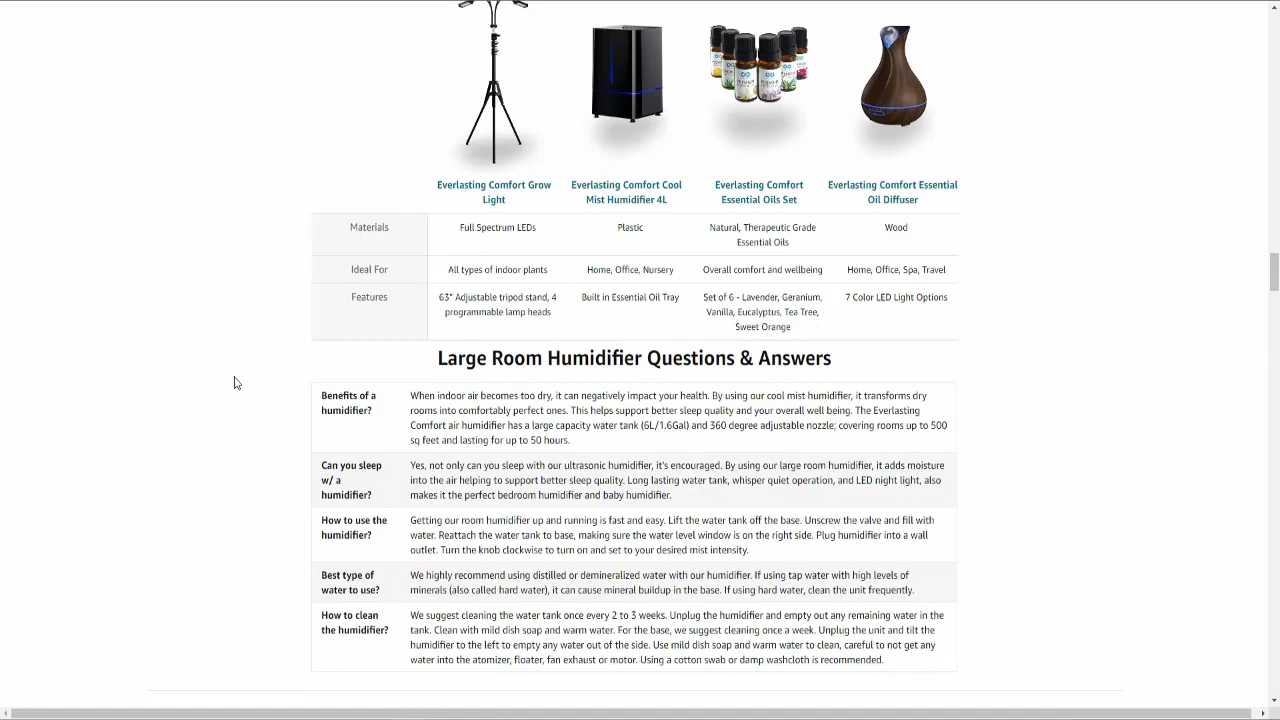 Everlasting Comfort Grow Light
Everlasting Comfort Cool Mist Humidifier 4L
Everlasting Comfort Essential Oils Set
Everlasting Comfort Essential Oil Diffuser
Materials
Full Spectrum LEDs
Plastic
Natural, Therapeutic Grade
Essential Oils
Wood
Ideal For
All types of indoor plants
Home, Office, Nursery
Overall comfort and wellbeing
Home, Office, Spa, Travel
Features
63” Adjustable tripod stand, 4
programmable lamp heads
Built in Essential Oil Tray
Set of 6 - Lavender, Geranium,
Vanilla, Eucalyptus, Tea Tree,
Sweet Orange
7 Color LED Light Options
Large Room Humidifier Questions & Answers
Benefits of a
humidifier?
When indoor air becomes too dry, it can negatively impact your health. By using our cool mist humidifier, it transforms dry
rooms into comfortably perfect ones. This helps support better sleep quality and your overall well being. The Everlasting
Comfort air humidifier has a large capacity water tank (6L/1.6Gal) and 360 degree adjustable nozzle; covering rooms up to 500
sq feet and lasting for up to 50 hours.
Can you sleep
w/ a
humidifier?
Yes, not only can you sleep with our ultrasonic humidifier, it's encouraged. By using our large room humidifier, it adds moisture
into the air helping to support better sleep quality. Long lasting water tank, whisper quiet operation, and LED night light, also
makes it the perfect bedroom humidifier and baby humidifier.
How to use the
humidifier?
Getting our room humidifier up and running is fast and easy. Lift the water tank off the base. Unscrew the valve and fill with
water. Reattach the water tank to base, making sure the water level window is on the right side. Plug humidifier into a wall
outlet. Turn the knob clockwise to turn on and set to your desired mist intensity.
Best type of
water to use?
We highly recommend using distilled or demineralized water with our humidifier. If using tap water with high levels of
minerals (also called hard water), it can cause mineral buildup in the base. If using hard water, clean the unit frequently.
How to clean
the humidifier?
We suggest cleaning the water tank once every 2 to 3 weeks. Unplug the humidifier and empty out any remaining water in the
tank. Clean with mild dish soap and warm water. For the base, we suggest cleaning once a week. Unplug the unit and tilt the
humidifier to the left to empty any water out of the side. Use mild dish soap and warm water to clean, careful to not get any
water into the atomizer, floater, fan exhaust or motor. Using a cotton swab or damp washcloth is recommended.